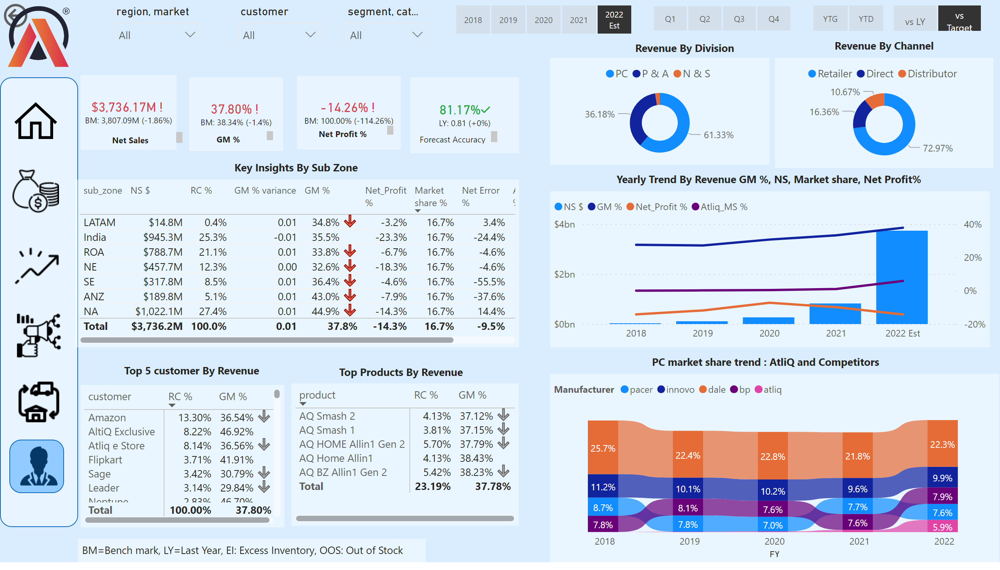 ®
region, market
All
customer
All
segment, cat...
All
2018 2019 2020 2021 2022 Est
Q1 Q2 Q3 Q4
YTG YTD
vs LY vs Target
$3,736.17M !
BM: 3,807.09M (-1.86%)
Net Sales
37.80% !
BM: 38.34% (-1.4%)
GM %
-14.26% !
BM: 100.00% (-114.26%)
Net Profit %
81.17%
LY: 0.81 (+0%)
Forecast Accuracy
Revenue By Division
PC P & A N & S
36.18%
61.33%
Revenue By Channel
Retailer Direct Distributor
10.67%
16.36%
72.97%
Key Insights By Sub Zone
sub_zone NS $ RC % GM % variance GM % Net_Profit % Market share % Net Error %
LATAM $14.8M 0.4% 0.01 34.8% -3.2% 16.7% 3.4%
India $945.3M 25.3% -0.01 35.5% -23.3% 16.7% -24.4%
ROA $788.7M 21.1% 0.01 33.8% -6.7% 16.7% -4.6%
NE $457.7M 12.3% 0.00 32.6% -18.3% 16.7% -4.6%
SE $317.8M 8.5% 0.01 36.4% -4.6% 16.7% -55.5%
ANZ $189.8M 5.1% 0.01 43.0% -7.9% 16.7% -37.6%
NA $1,022.1M 27.4% 0.01 44.9% -14.3% 16.7% 14.4%
Total $3,736.2M 100.0% 0.01 37.8% -14.3% 16.7% -9.5%
Yearly Trend By Revenue GM %, NS, Market share, Net Profit%
NS $ GM % Net_Profit % Atliq_MS %
$4bn 40%
20%
$2bn
0%
$0bn -20%
2018 2019 2020 2021 2022 Est
Top 5 customer By Revenue
customer RC % GM %
Amazon 13.30% 36.54%
AltiQ Exclusive 8.22% 46.92%
Atliq e Store 8.14% 36.56%
Flipkart 3.71% 41.91%
Sage 3.42% 30.79%
Leader 3.14% 29.84%
Neptune 2.83% 46.70%
Total 100.00% 37.80%
Top Products By Revenue
product RC % GM %
AQ Smash 2 4.13% 37.12%
AQ Smash 1 3.81% 37.15%
AQ HOME Allin1 Gen 2 5.70% 37.79%
AQ Home Allin1 4.13% 38.43%
AQ BZ Allin1 Gen 2 5.42% 38.23%
Total 23.19% 37.78%
PC market share trend : AtliQ and Competitors
Manufacturer pacer innovo dale bp atliq
25.7% 22.4% 22.8% 21.8% 22.3%
11.2% 10.1% 10.2% 9.6% 9.9%
8.7% 8.1% 7.6% 7.7% 7.9%
7.8% 7.8% 7.0% 7.6% 7.6%
5.9%
2018 2019 2020 2021 2022
FY
BM=Bench mark, LY=Last Year, EI: Excess Inventory, OOS: Out of Stock